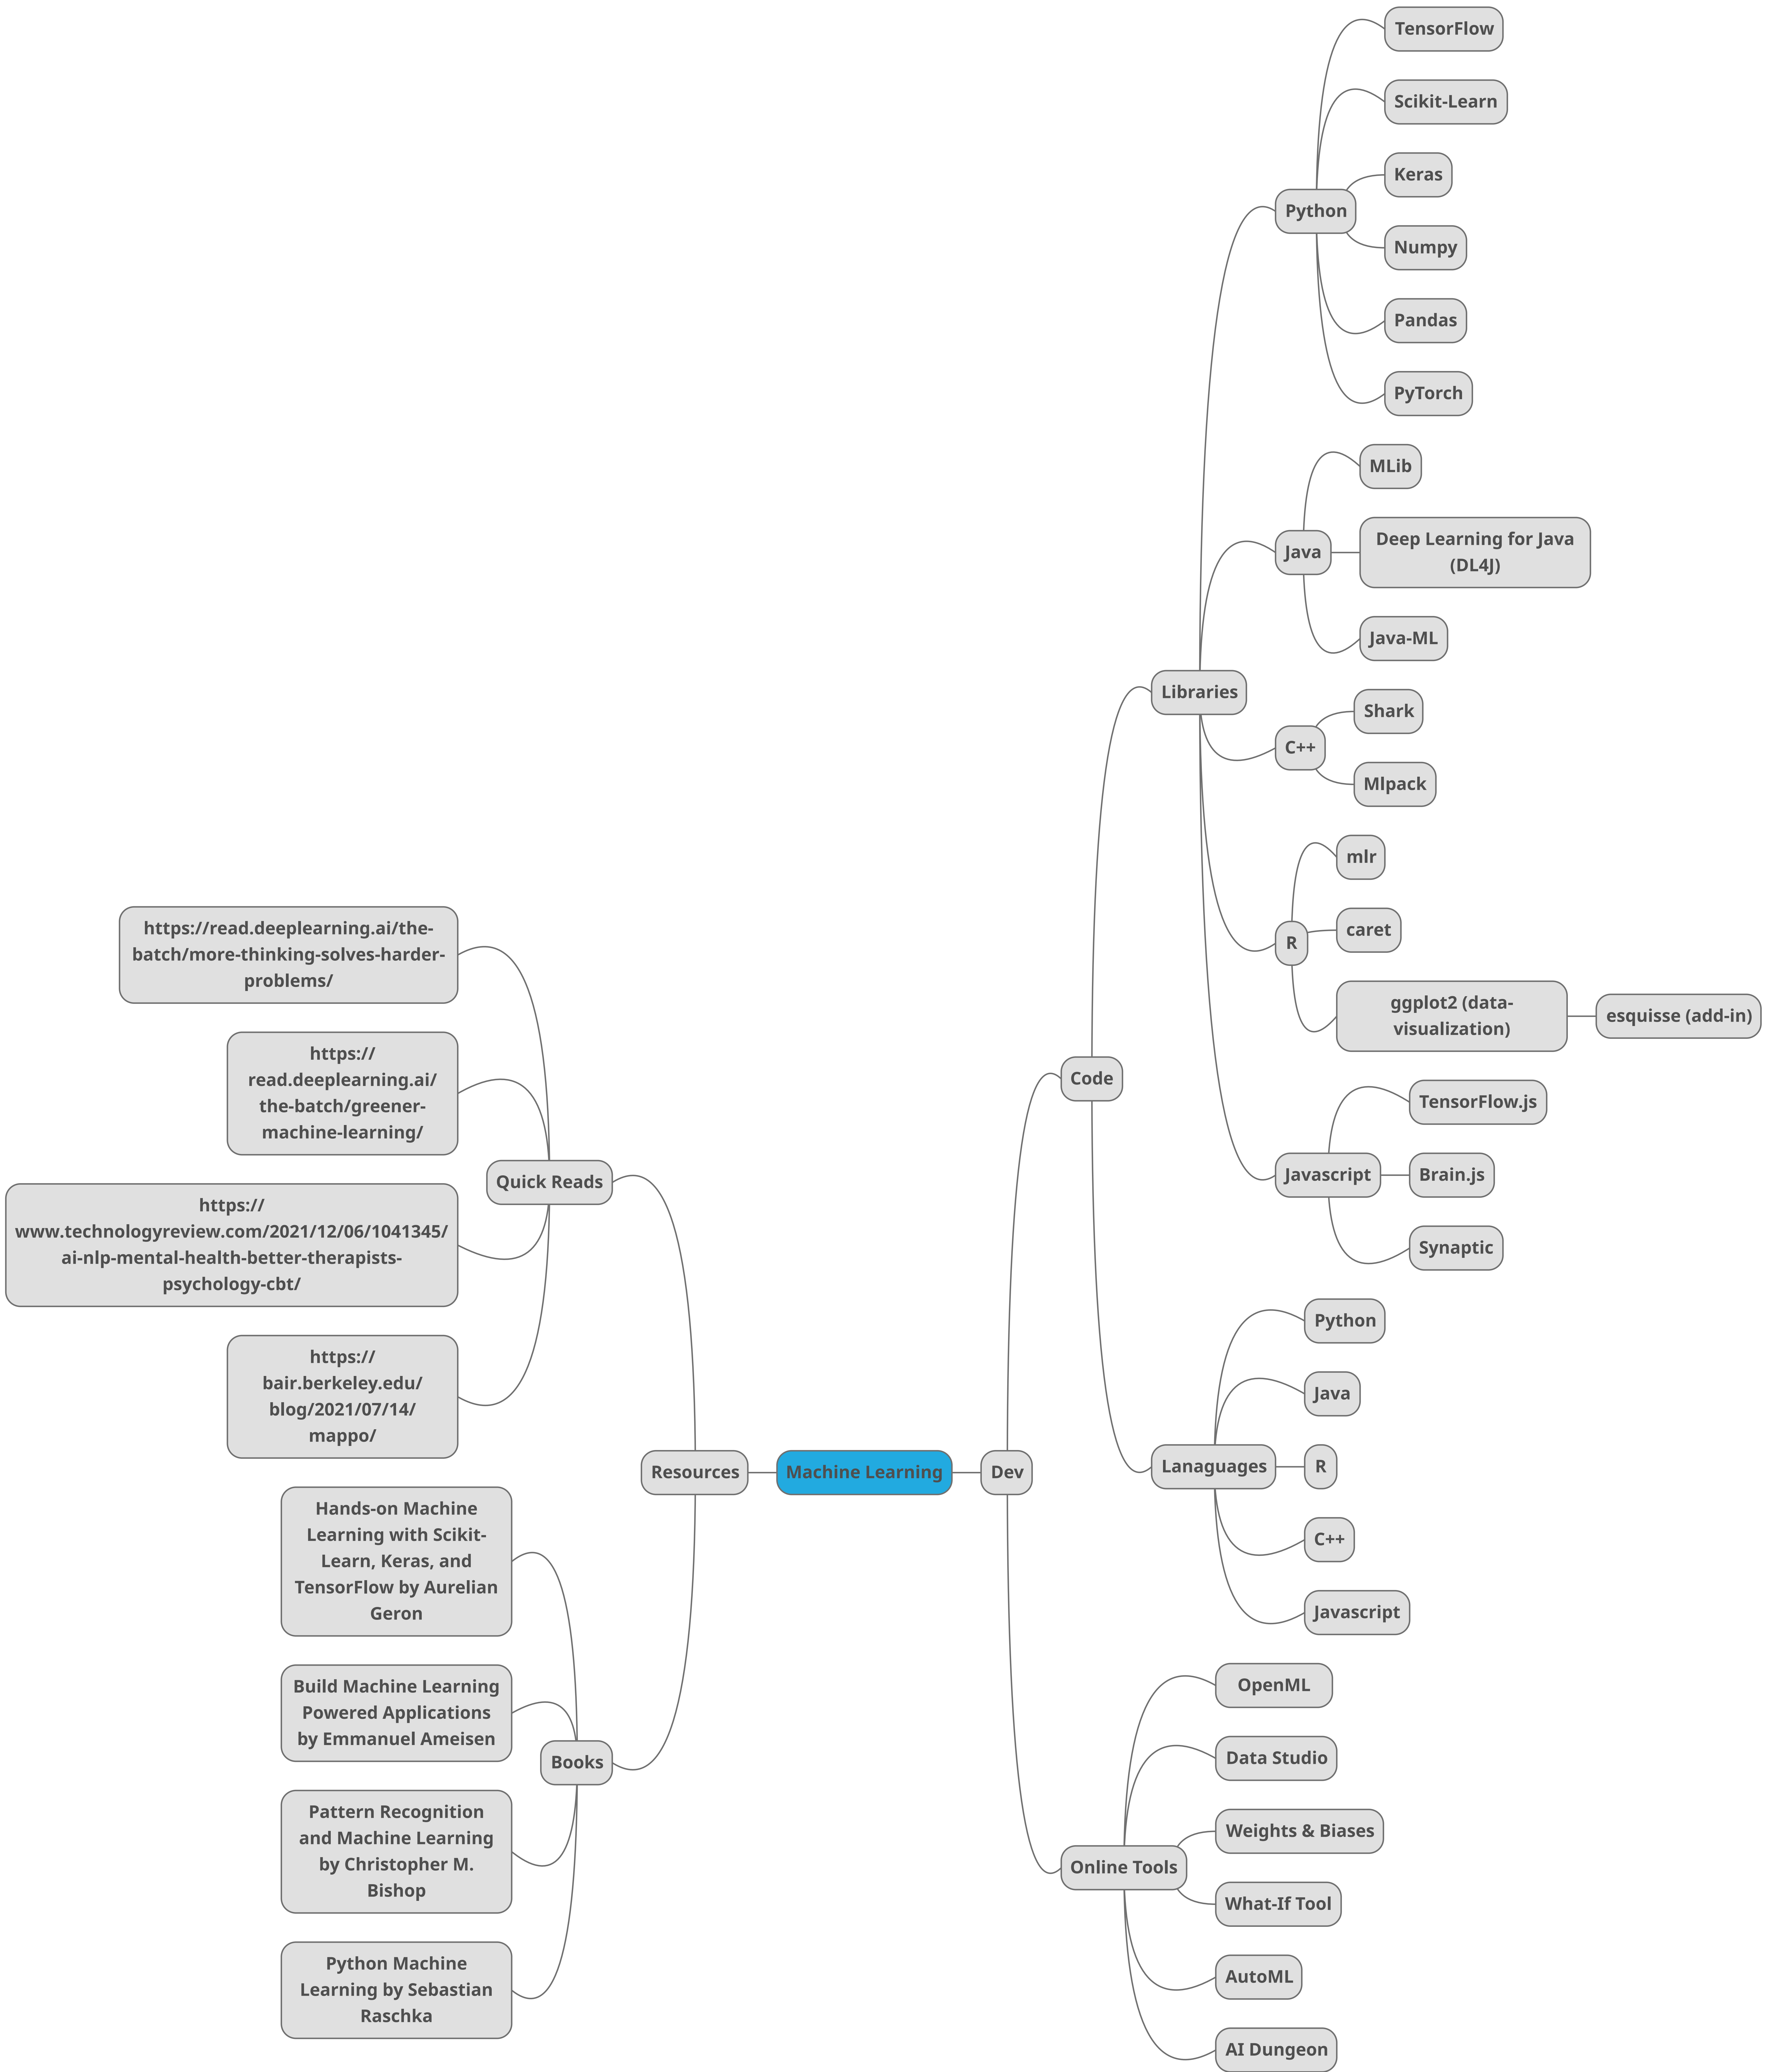 TensorFlow
Scikit-Learn
Keras
Python
Numpy
Pandas
PyTorch
MLib
Java
Deep Learning for Java
(DL4J)
Java-ML
Libraries
Shark
C++
Mlpack
mlr
R
caret
ggplot2 (data-
visualization)
esquisse (add-in)
Code
TensorFlow.js
Javascript
Brain.js
Synaptic
Python
Java
Lanaguages
R
C++
Javascript
Machine Learning
Dev
OpenML
Data Studio
Weights & Biases
Online Tools
What-If Tool
AutoML
AI Dungeon
Resources
Quick Reads
https://read.deeplearning.ai/the-
batch/more-thinking-solves-harder-
problems/
https://
read.deeplearning.ai/
the-batch/greener-
machine-learning/
https://
www.technologyreview.com/2021/12/06/1041345/
ai-nlp-mental-health-better-therapists-
psychology-cbt/
https://
bair.berkeley.edu/
blog/2021/07/14/
mappo/
Books
Hands-on Machine
Learning with Scikit-
Learn, Keras, and
TensorFlow by Aurelian
Geron
Build Machine Learning
Powered Applications
by Emmanuel Ameisen
Pattern Recognition
and Machine Learning
by Christopher M.
Bishop
Python Machine
Learning by Sebastian
Raschka